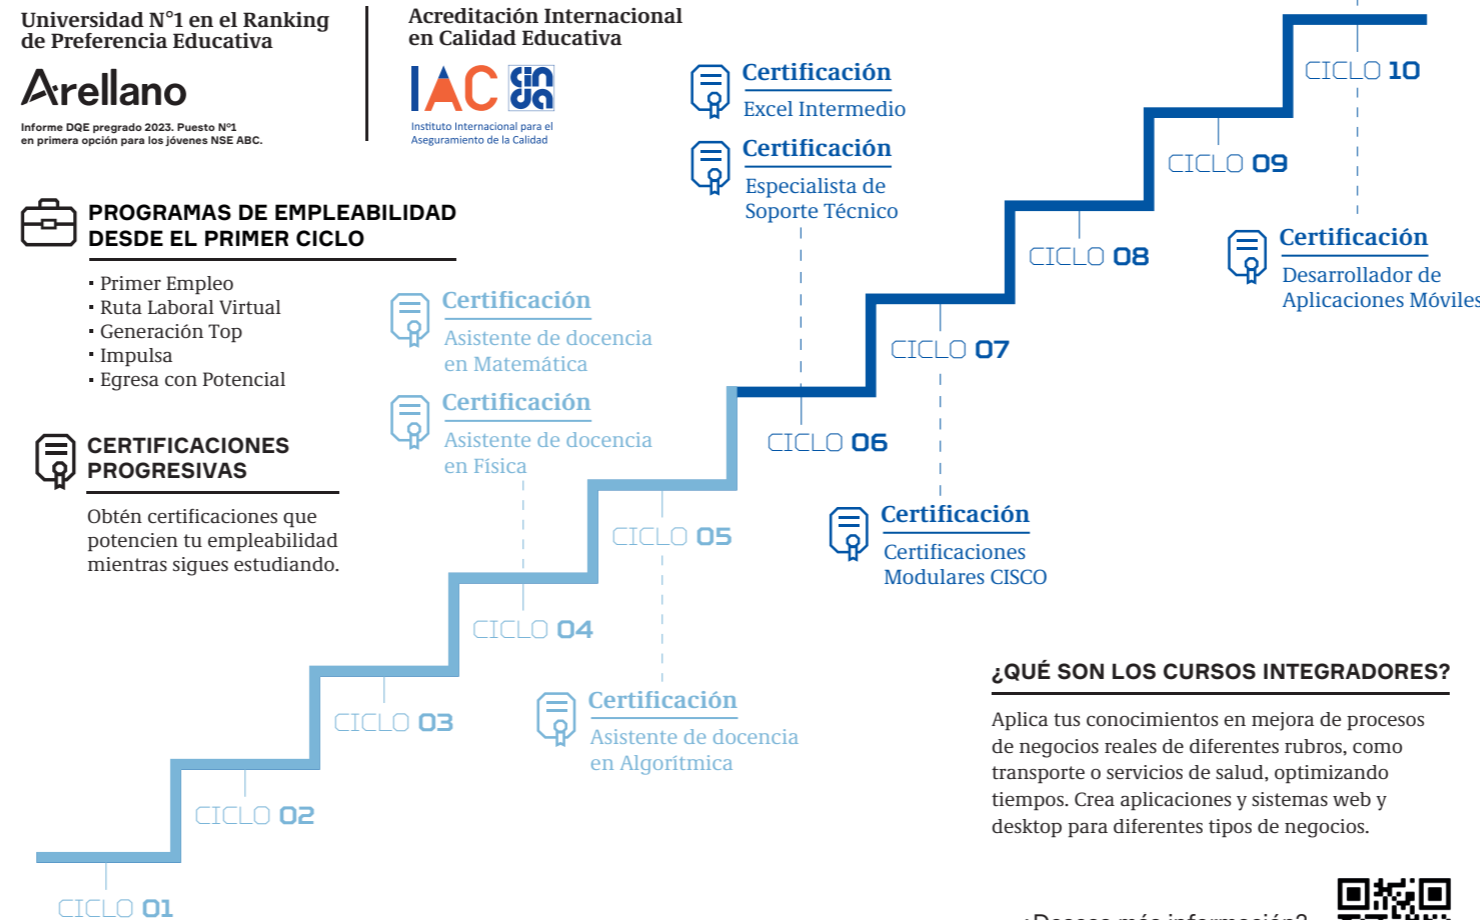 Universidad N°1 en el Ranking
de Preferencia Educativa
Arellano
Informe DQE pregrado 2023. Puesto N°1
en primera opción para los jóvenes NSE ABC.
Acreditación Internacional
en Calidad Educativa
IAC
cinda
Instituto Internacional para el
Aseguramiento de la Calidad
PROGRAMAS DE EMPLEABILIDAD
DESDE EL PRIMER CICLO
▪ Primer Empleo
▪ Ruta Laboral Virtual
▪ Generación Top
▪ Impulsa
▪ Egresa con Potencial
CERTIFICACIONES
PROGRESIVAS
Obtén certificaciones que
potencien tu empleabilidad
mientras sigues estudiando.
CICLO 01
CICLO 02
CICLO 03
CICLO 04
Certificación
Asistente de docencia
en Matemática
Certificación
Asistente de docencia
en Física
CICLO 05
Certificación
Asistente de docencia
en Algorítmica
CICLO 06
Certificación
Excel Intermedio
Certificación
Especialista de
Soporte Técnico
CICLO 07
Certificación
Certificaciones
Modulares CISCO
CICLO 08
CICLO 09
CICLO 10
Certificación
Desarrollador de
Aplicaciones Móviles
¿QUÉ SON LOS CURSOS INTEGRADORES?
Aplica tus conocimientos en mejora de procesos
de negocios reales de diferentes rubros, como
transporte o servicios de salud, optimizando
tiempos. Crea aplicaciones y sistemas web y
desktop para diferentes tipos de negocios.
¿Deseas más información?